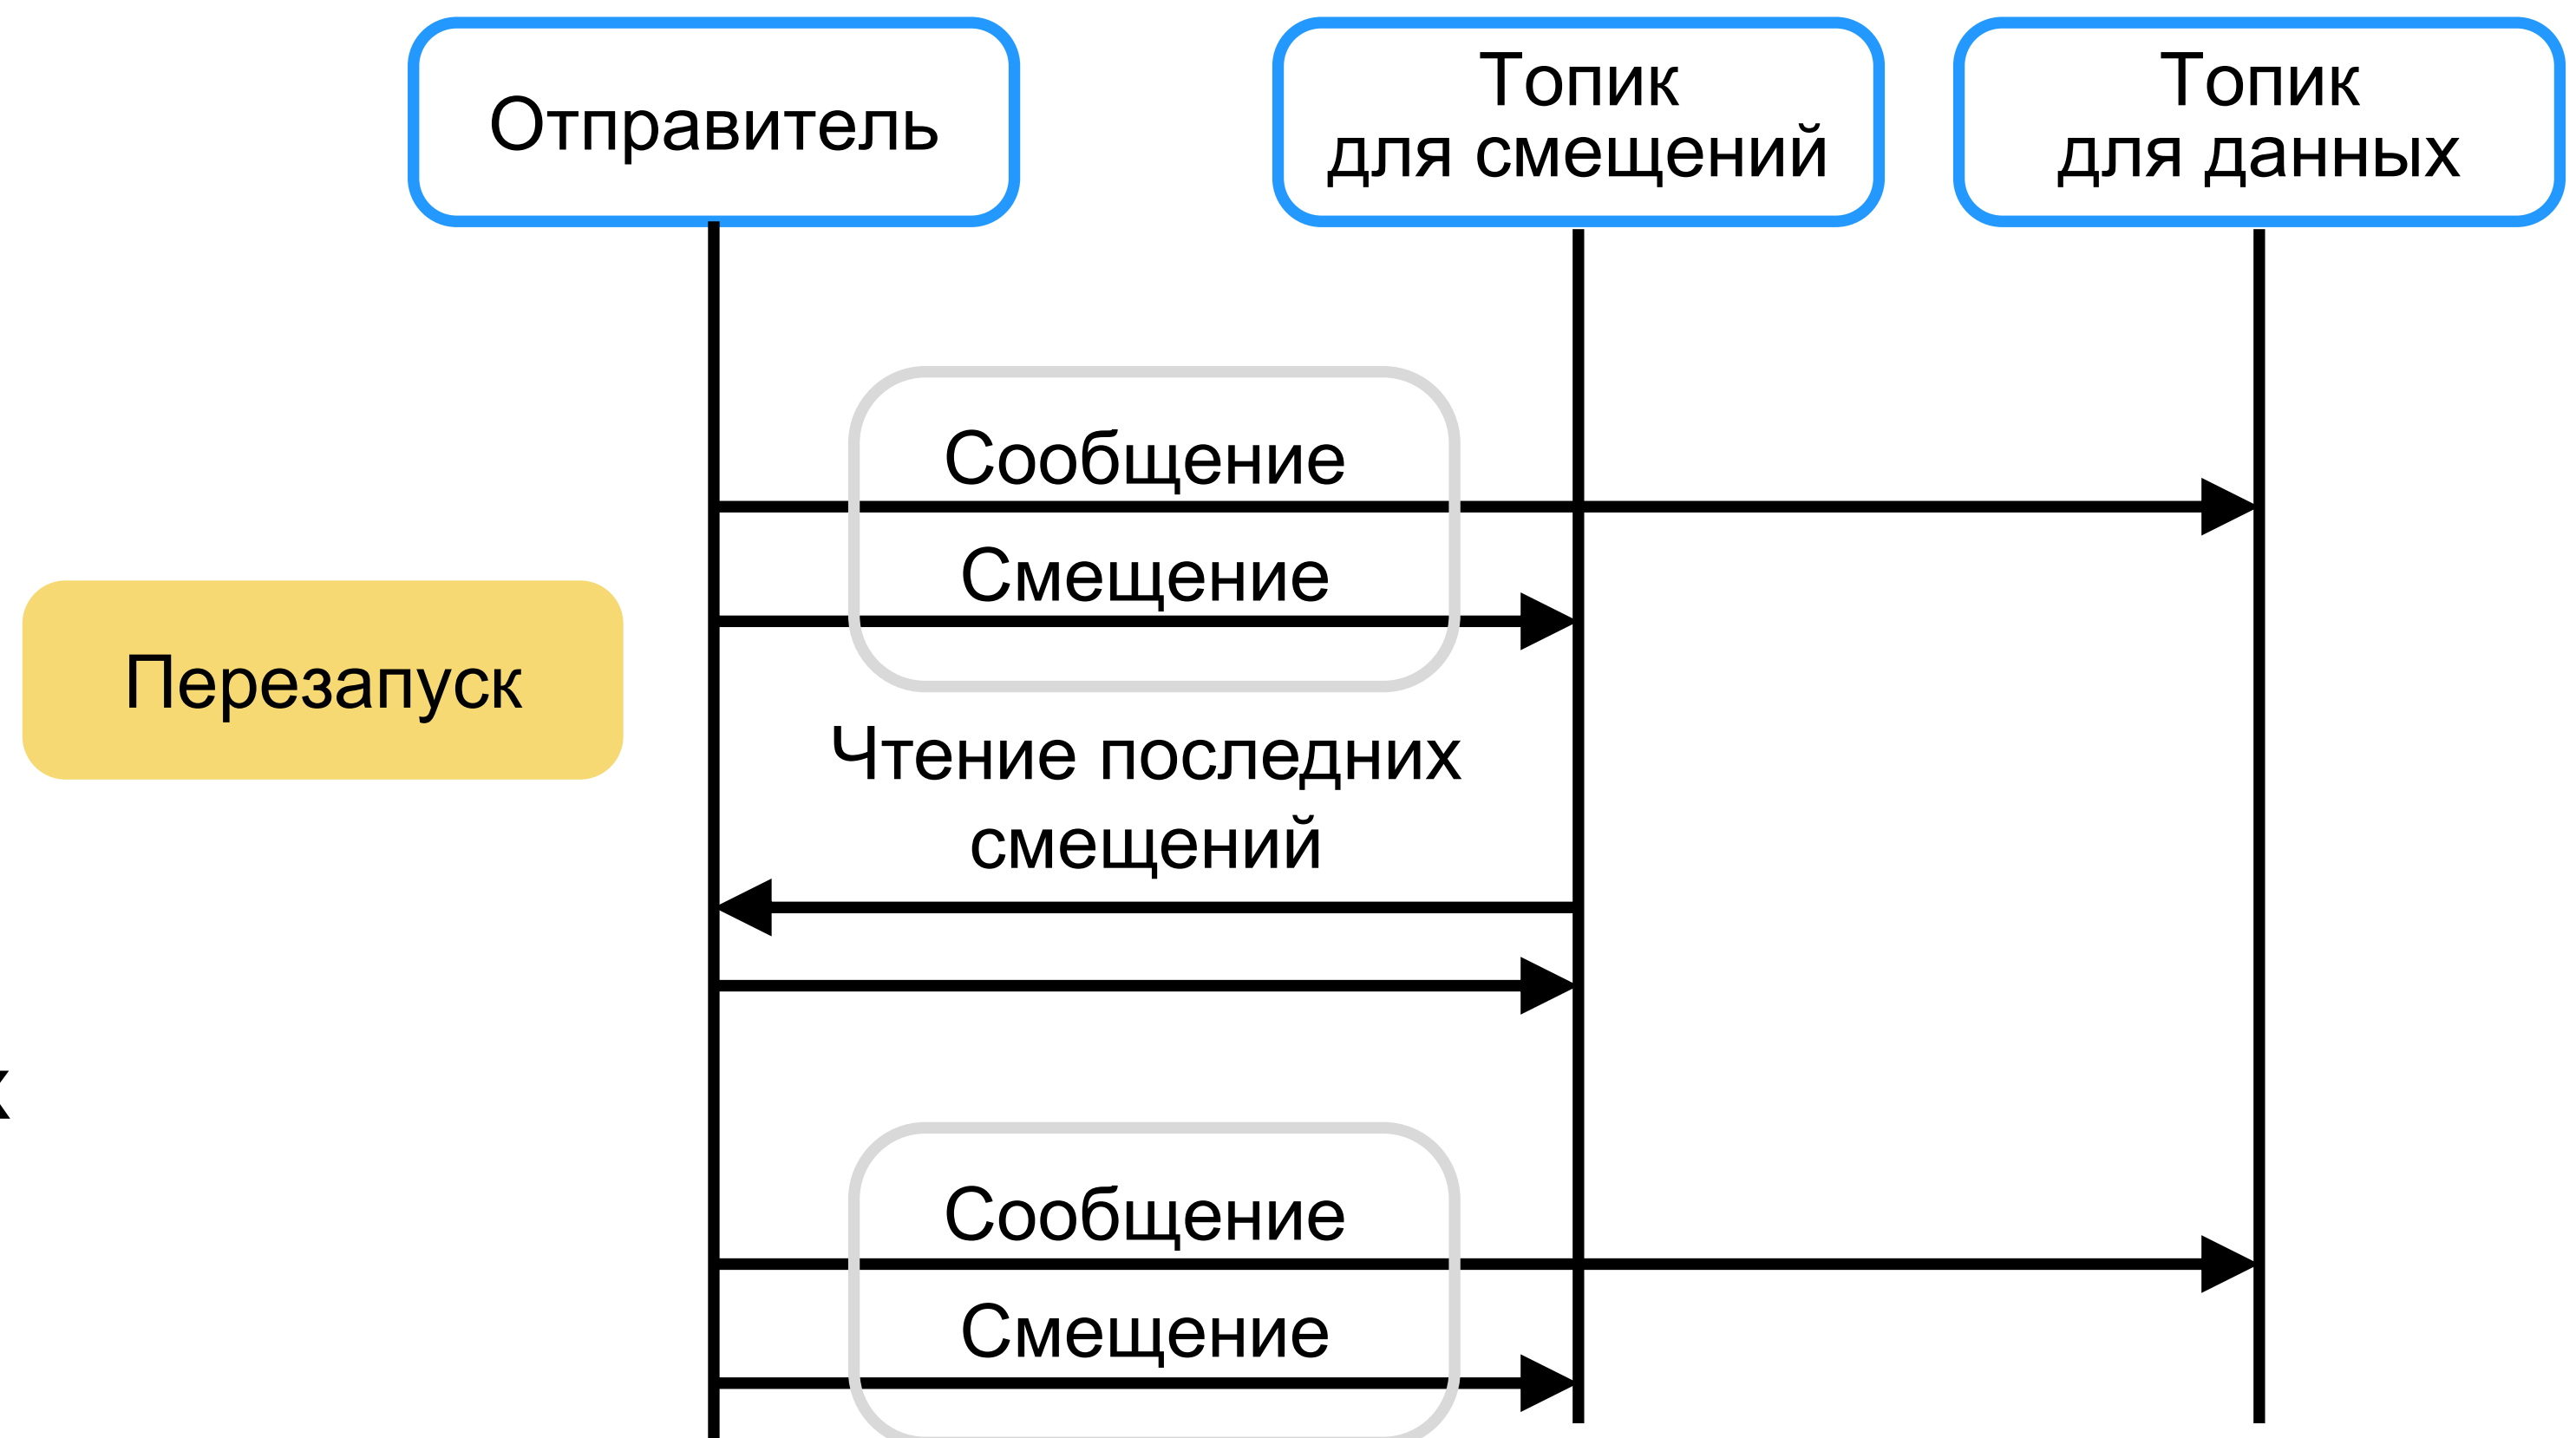 Отправитель
Топик
для смещений
Топик
для данных
Сообщение
Смещение
Перезапуск
Чтение последних
смещений
Сообщение
Смещение